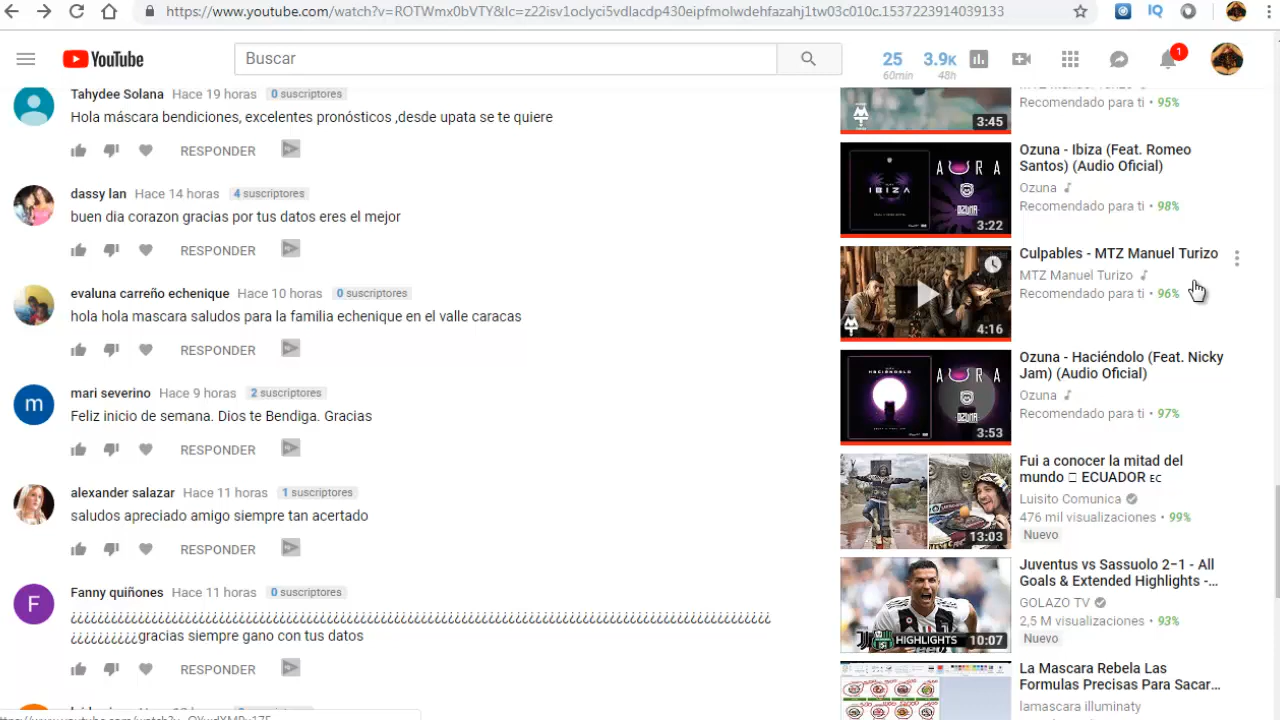 https://www.youtube.com/watch?v=ROTWmx0bVTY&lc=z22isv1oclyci5vdlacdp430eipfmolwdehfazahj1tw03c010c.1537223914039133
IQ
YouTube
Buscar
25
60min
3.9K
48h
1
Tahydee Solana Hace 19 horas 0 suscriptores
Hola máscara bendiciones, excelentes pronósticos ,desde upata se te quiere
RESPONDER
dassy lan Hace 14 horas 4 suscriptores
buen dia corazon gracias por tus datos eres el mejor
RESPONDER
evaluna carreño echenique Hace 10 horas 0 suscriptores
hola hola mascara saludos para la familia echenique en el valle caracas
RESPONDER
m
mari severino Hace 9 horas 2 suscriptores
Feliz inicio de semana. Dios te Bendiga. Gracias
RESPONDER
alexander salazar Hace 11 horas 1 suscriptores
saludos apreciado amigo siempre tan acertado
RESPONDER
F
Fanny quiñones Hace 11 horas 0 suscriptores
¿¿¿¿¿¿¿¿¿¿¿¿¿¿¿¿¿¿¿¿¿¿¿¿¿¿¿¿¿¿¿¿¿¿¿¿¿¿¿¿¿¿¿¿¿¿¿¿¿¿¿¿¿¿¿¿¿¿¿¿¿¿¿¿¿¿¿¿¿¿¿¿¿¿¿¿¿¿¿¿¿¿¿¿
¿¿¿¿¿¿¿¿¿¿gracias siempre gano con tus datos
RESPONDER
3:45
Recomendado para ti • 95%
IBIZA
AURA
OZUNA
3:22
Ozuna - Ibiza (Feat. Romeo
Santos) (Audio Oficial)
Ozuna
Recomendado para ti • 98%
4:16
Culpables - MTZ Manuel Turizo
MTZ Manuel Turizo
Recomendado para ti • 96%
HACIÉNDOLO
AURA
OZUNA
3:53
Ozuna - Haciéndolo (Feat. Nicky
Jam) (Audio Oficial)
Ozuna
Recomendado para ti • 97%
13:03
Fui a conocer la mitad del
mundo ECUADOR EC
Luisito Comunica
476 mil visualizaciones • 99%
Nuevo
HIGHLIGHTS
10:07
Juventus vs Sassuolo 2-1 - All
Goals & Extended Highlights -...
GOLAZO TV
2,5 M visualizaciones • 93%
Nuevo
La Mascara Rebela Las
Formulas Precisas Para Sacar...
lamascara illuminaty